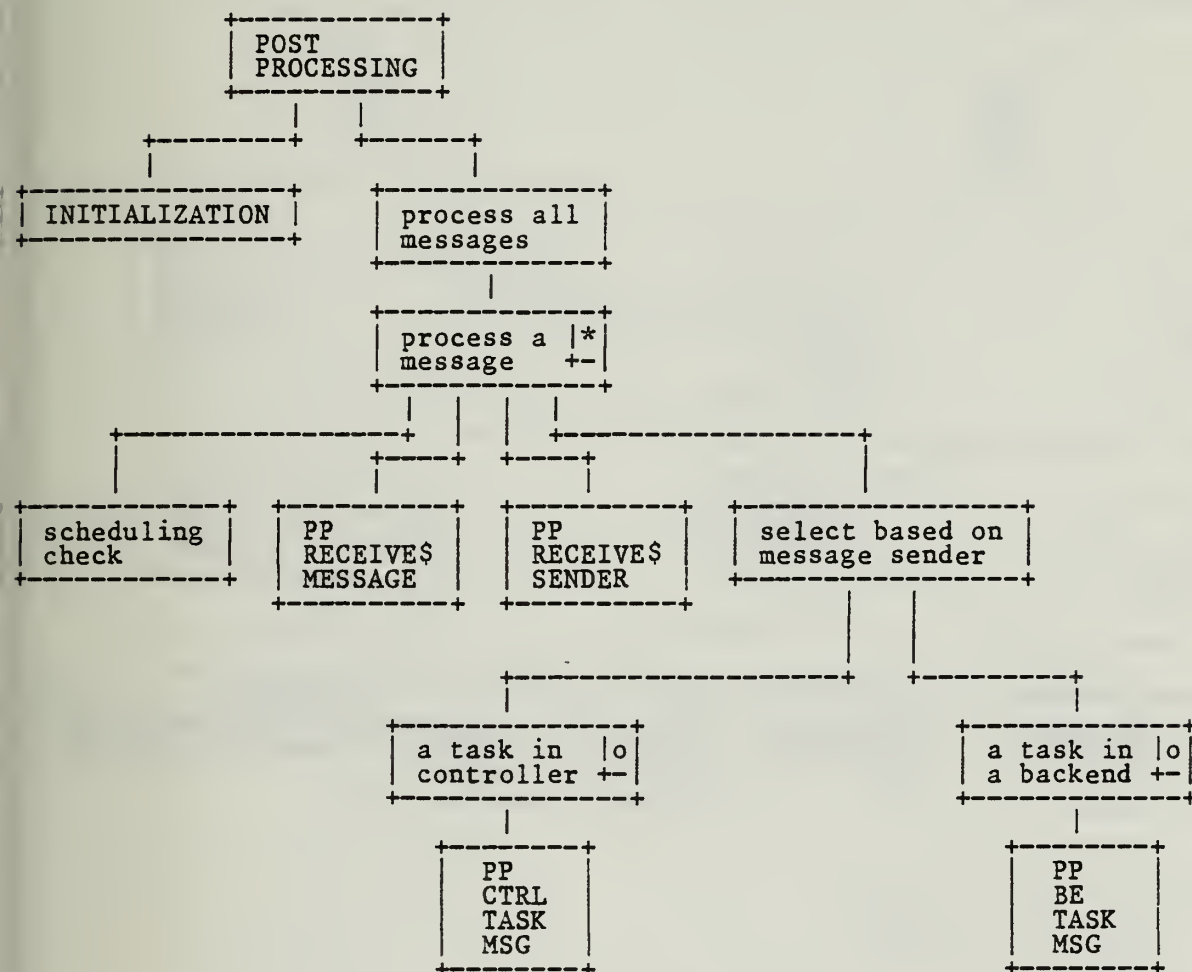 POST
PROCESSING
INITIALIZATION
process all
messages
process a *
message
scheduling
check
PP
RECEIVE$
MESSAGE
PP
RECEIVE$
SENDER
select based on
message sender
a task in o
controller
a task in o
a backend
PP
CTRL
TASK
MSG
PP
BE
TASK
MSG